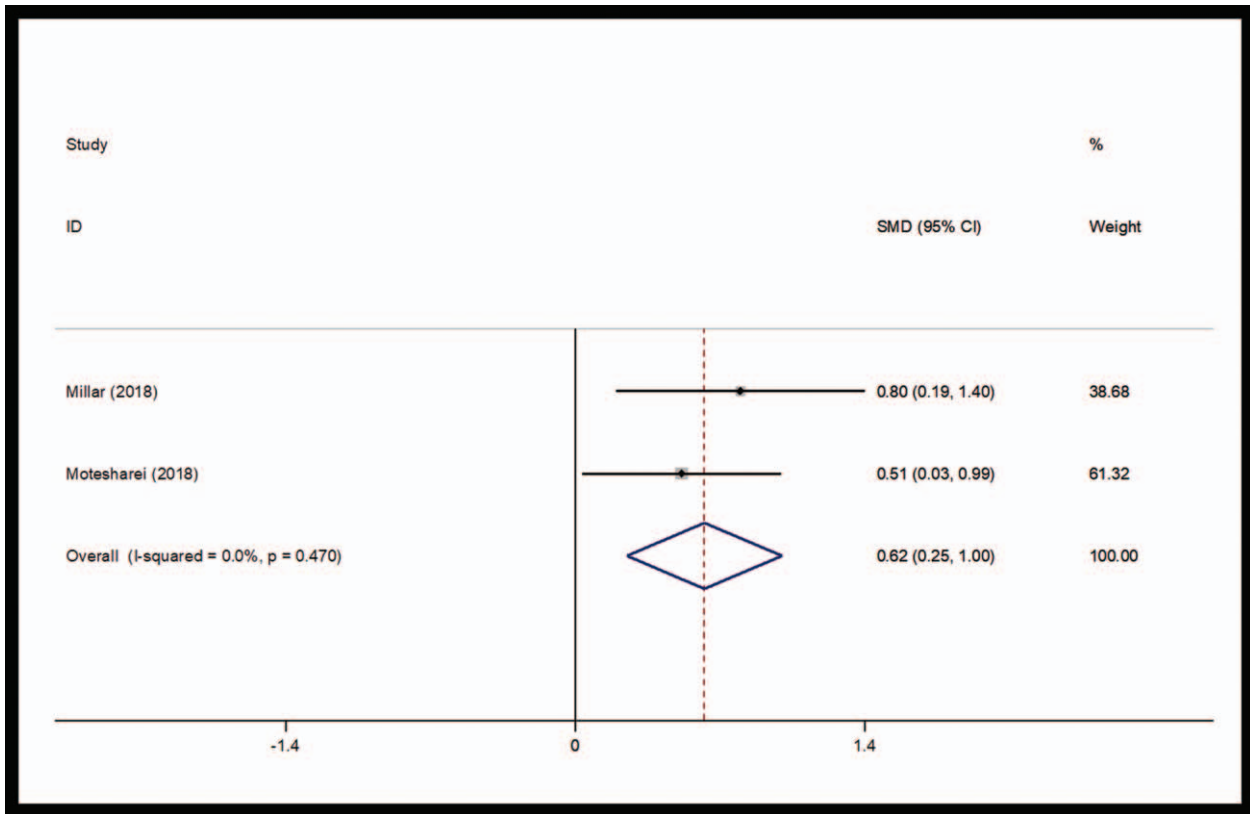 Study %
ID SMD (95% CI) Weight
Millar (2018) 0.80 (0.19, 1.40) 38.68
Motesharei (2018) 0.51 (0.03, 0.99) 61.32
Overall (I-squared = 0.0%, p = 0.470) 0.62 (0.25, 1.00) 100.00
-1.4 0 1.4